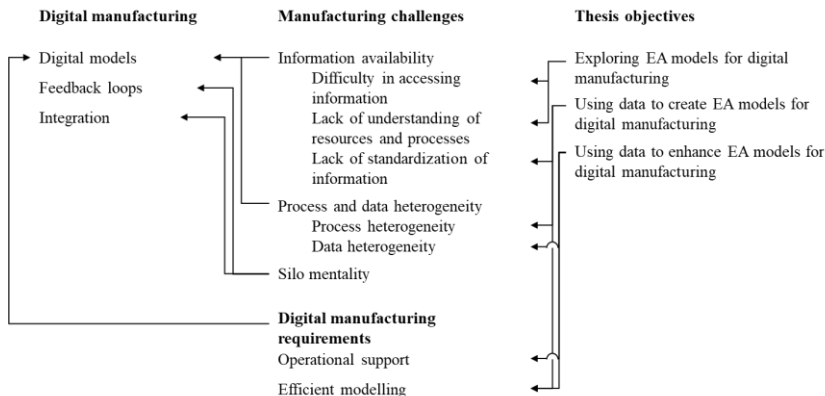 Digital manufacturing
Digital models
Feedback loops
Integration
Manufacturing challenges
Information availability
Difficulty in accessing
information
Lack of understanding of
resources and processes
Lack of standardization of
information
Process and data heterogeneity
Process heterogeneity
Data heterogeneity
Silo mentality
Digital manufacturing
requirements
Operational support
Efficient modelling
Thesis objectives
Exploring EA models for digital
manufacturing
Using data to create EA models for
digital manufacturing
Using data to enhance EA models for
digital manufacturing